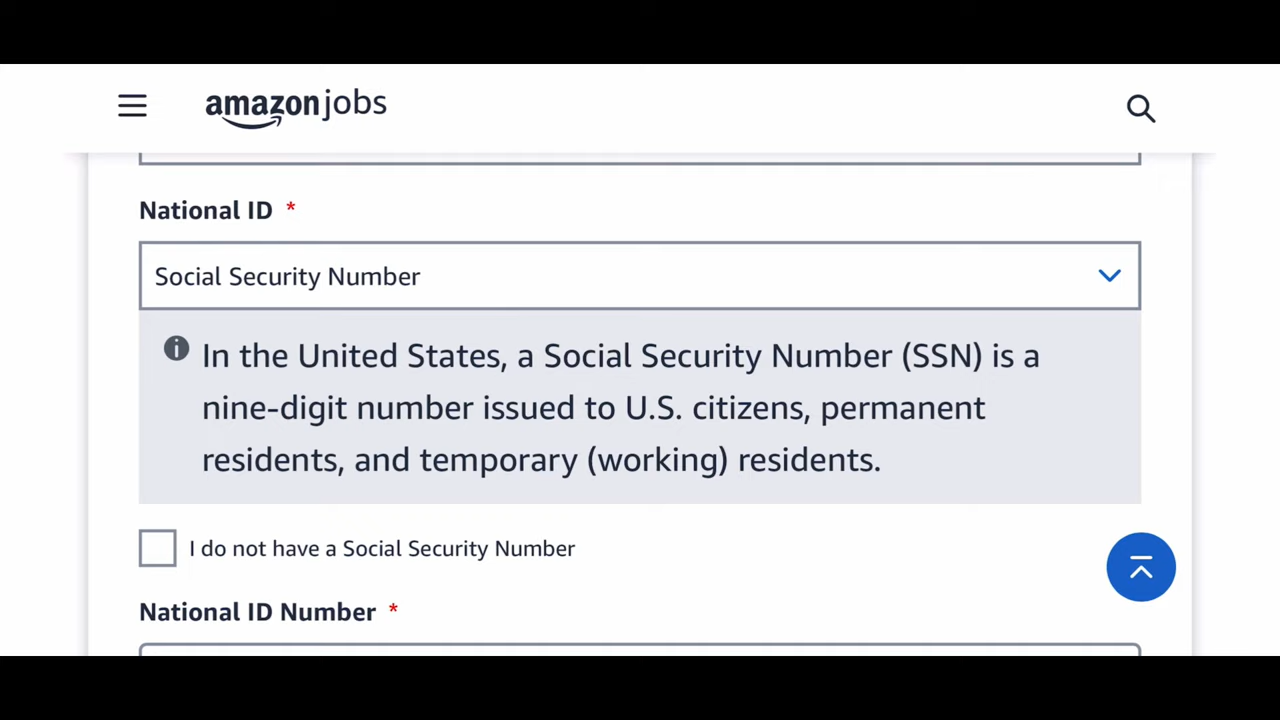 amazon jobs
National ID *
Social Security Number
In the United States, a Social Security Number (SSN) is a
nine-digit number issued to U.S. citizens, permanent
residents, and temporary (working) residents.
I do not have a Social Security Number
National ID Number *